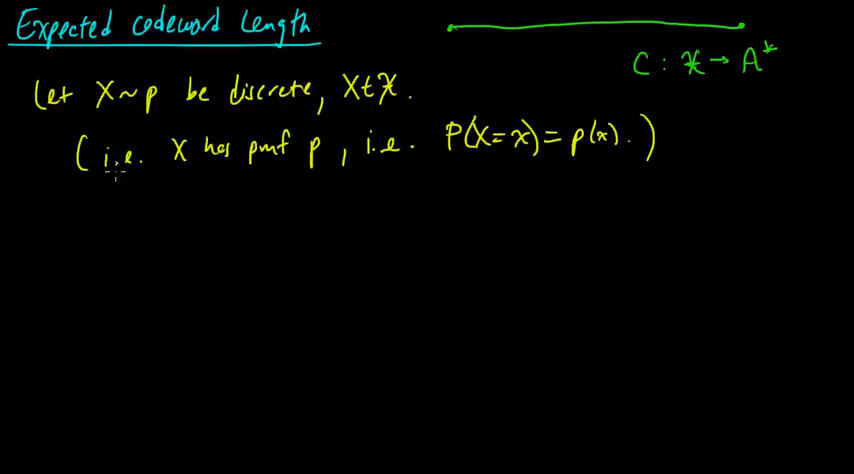 Expected codeword length
C : 𝒳 → A*
Let X ~ p be discrete, X ∈ 𝒳.
( i.e. X has pmf p, i.e. P(X = x) = p(x). )